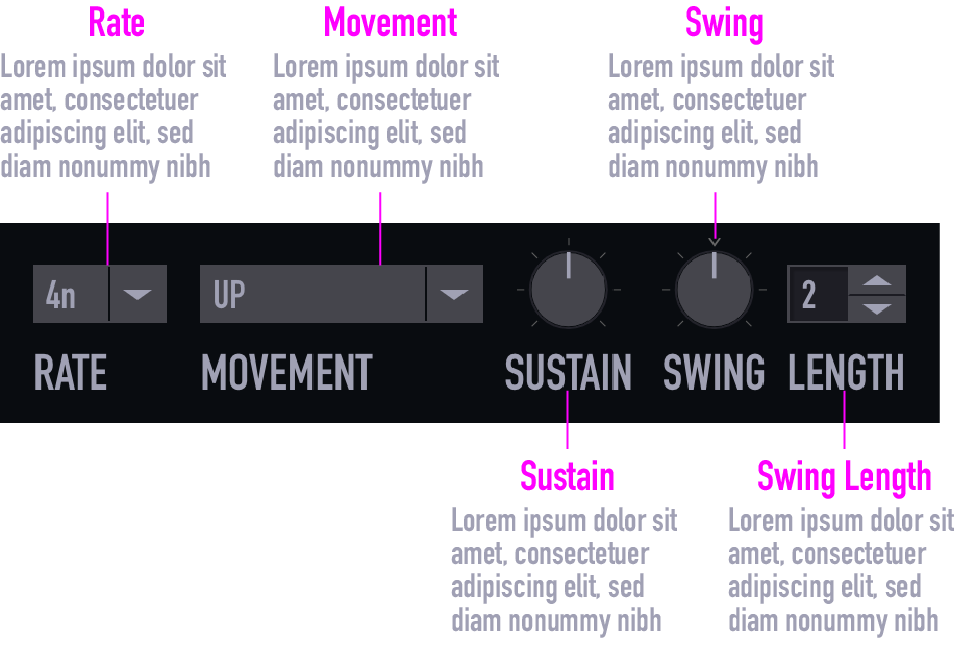 Rate
Lorem ipsum dolor sit
amet, consectetuer
adipiscing elit, sed
diam nonummy nibh
Movement
Lorem ipsum dolor sit
amet, consectetuer
adipiscing elit, sed
diam nonummy nibh
Swing
Lorem ipsum dolor sit
amet, consectetuer
adipiscing elit, sed
diam nonummy nibh
4n
UP
2
RATE
MOVEMENT
SUSTAIN
SWING
LENGTH
Sustain
Lorem ipsum dolor sit
amet, consectetuer
adipiscing elit, sed
diam nonummy nibh
Swing Length
Lorem ipsum dolor sit
amet, consectetuer
adipiscing elit, sed
diam nonummy nibh